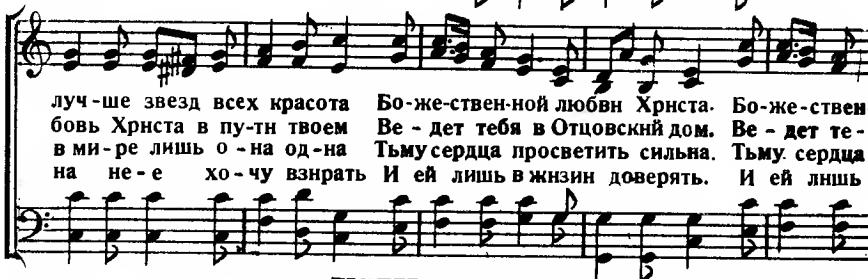 луч-ше звезд всех красота Бо-же-ствен-ной любви Христа. Бо-же-ствен
бовь Христа в пу-ти твоем Ве - дет тебя в Отцовский дом. Ве - дет те-
в ми-ре лишь о-на од-на Тьму сердца просветить сильна. Тьму. сердца
на не-е хо-чу взирать И ей лишь в жизни доверять. И ей лишь